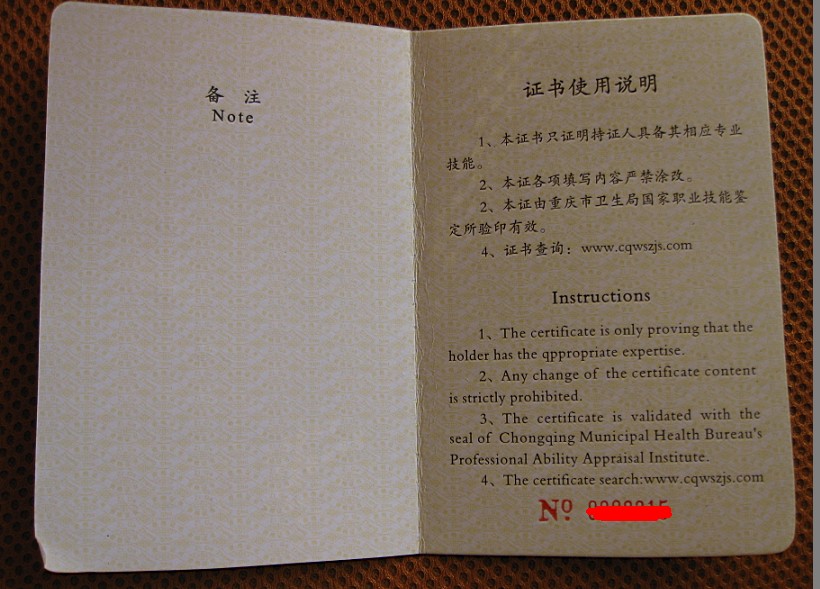 备 注
Note
证书使用说明
1、本证书只证明持证人具备其相应专业
技能。
2、本证各项填写内容严禁涂改。
2、本证由重庆市卫生局国家职业技能鉴
定所验印有效。
4、证书查询：www.cqwszjs.com
Instructions
1、The certificate is only proving that the
holder has the qppropriate expertise.
2、Any change of the certificate content
is strictly prohibited.
3、The certificate is validated with the
seal of Chongqing Municipal Health Bureau's
Professional Ability Appraisal Institute.
4、The certificate search:www.cqwszjs.com
Nº